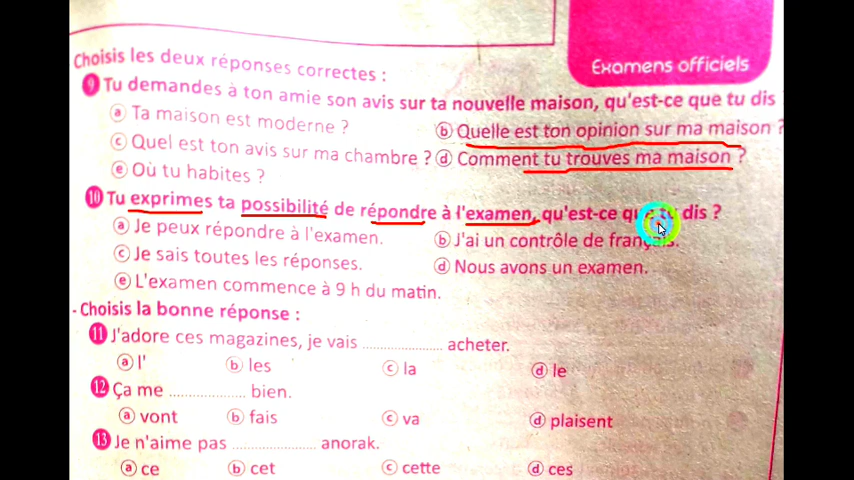 Examens officiels
Choisis les deux réponses correctes :
9 Tu demandes à ton amie son avis sur ta nouvelle maison, qu'est-ce que tu dis
a Ta maison est moderne ? b Quelle est ton opinion sur ma maison ?
c Quel est ton avis sur ma chambre ? d Comment tu trouves ma maison ?
e Où tu habites ?
10 Tu exprimes ta possibilité de répondre à l'examen, qu'est-ce que tu dis ?
a Je peux répondre à l'examen. b J'ai un contrôle de français.
c Je sais toutes les réponses. d Nous avons un examen.
e L'examen commence à 9 h du matin.
- Choisis la bonne réponse :
11 J'adore ces magazines, je vais .................... acheter.
a l' b les c la d le
12 Ça me .................... bien.
a vont b fais c va d plaisent
13 Je n'aime pas .................... anorak.
a ce b cet c cette d ces